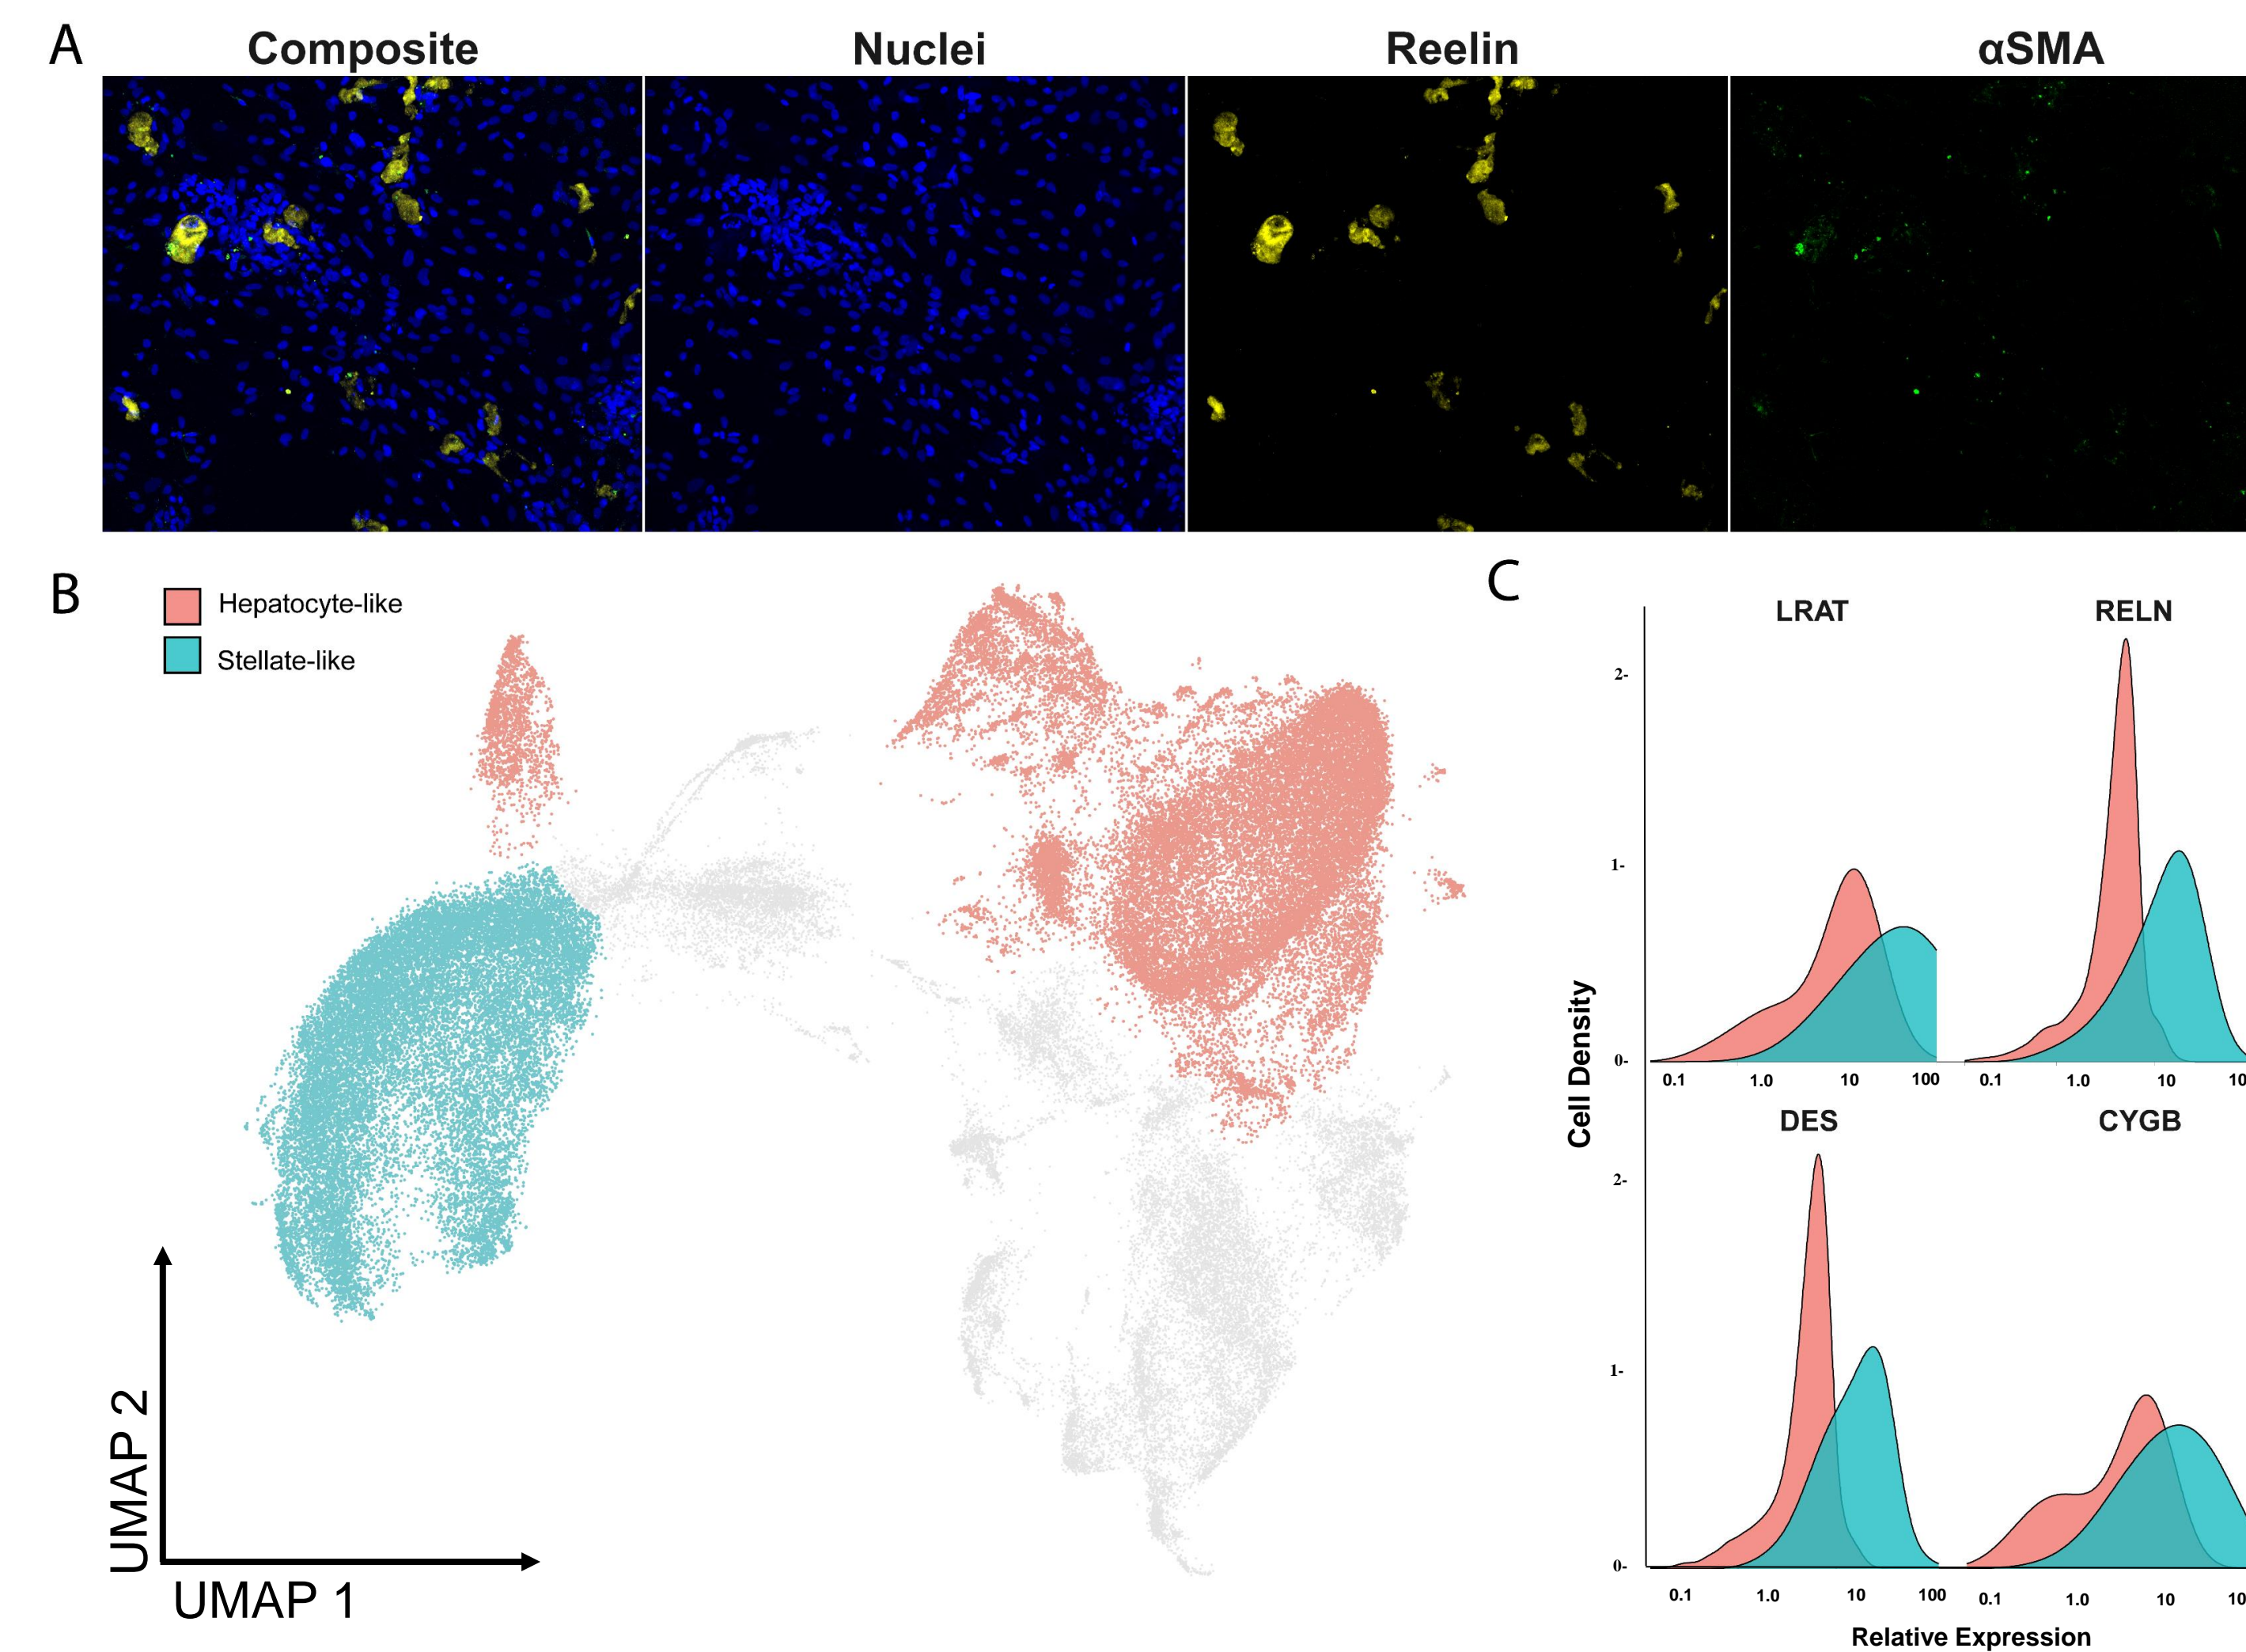 A
Composite
Nuclei
Reelin
αSMA
B
Hepatocyte-like
Stellate-like
UMAP 2
UMAP 1
C
LRAT
RELN
Cell Density
2-
1-
0-
0.1 1.0 10 100
0.1 1.0 10 10
DES
CYGB
2-
1-
0-
0.1 1.0 10 100
0.1 1.0 10 10
Relative Expression